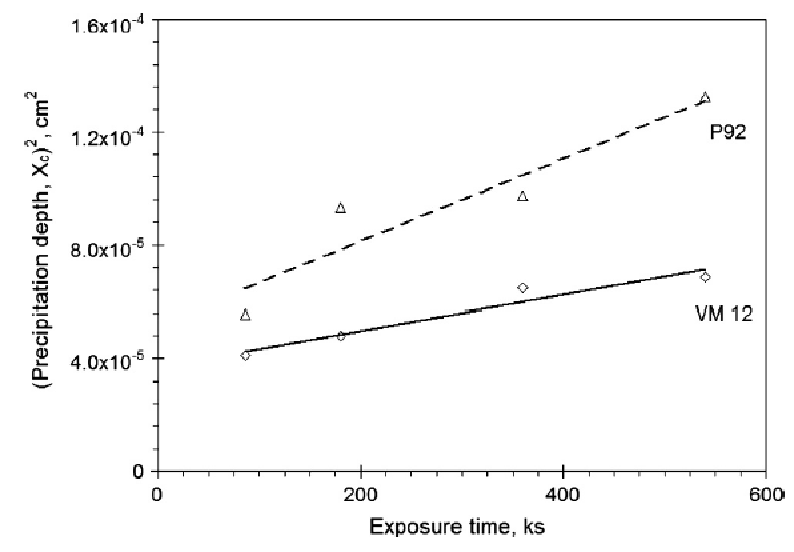 1.6x10⁻⁴
1.2x10⁻⁴
8.0x10⁻⁵
4.0x10⁻⁵
0
(Precipitation depth, X₀)², cm²
P92
VM 12
0
200
400
600
Exposure time, ks